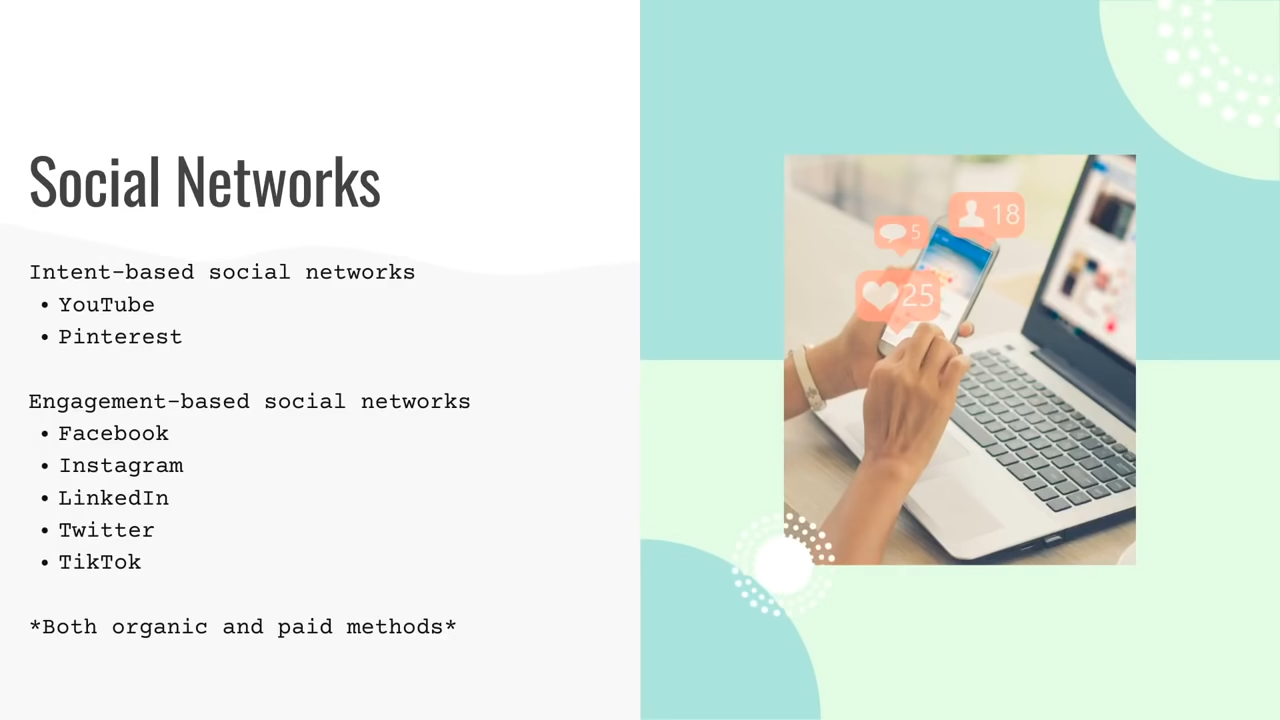 Social Networks
Intent-based social networks
• YouTube
• Pinterest
Engagement-based social networks
• Facebook
• Instagram
• LinkedIn
• Twitter
• TikTok
*Both organic and paid methods*
18
5
25